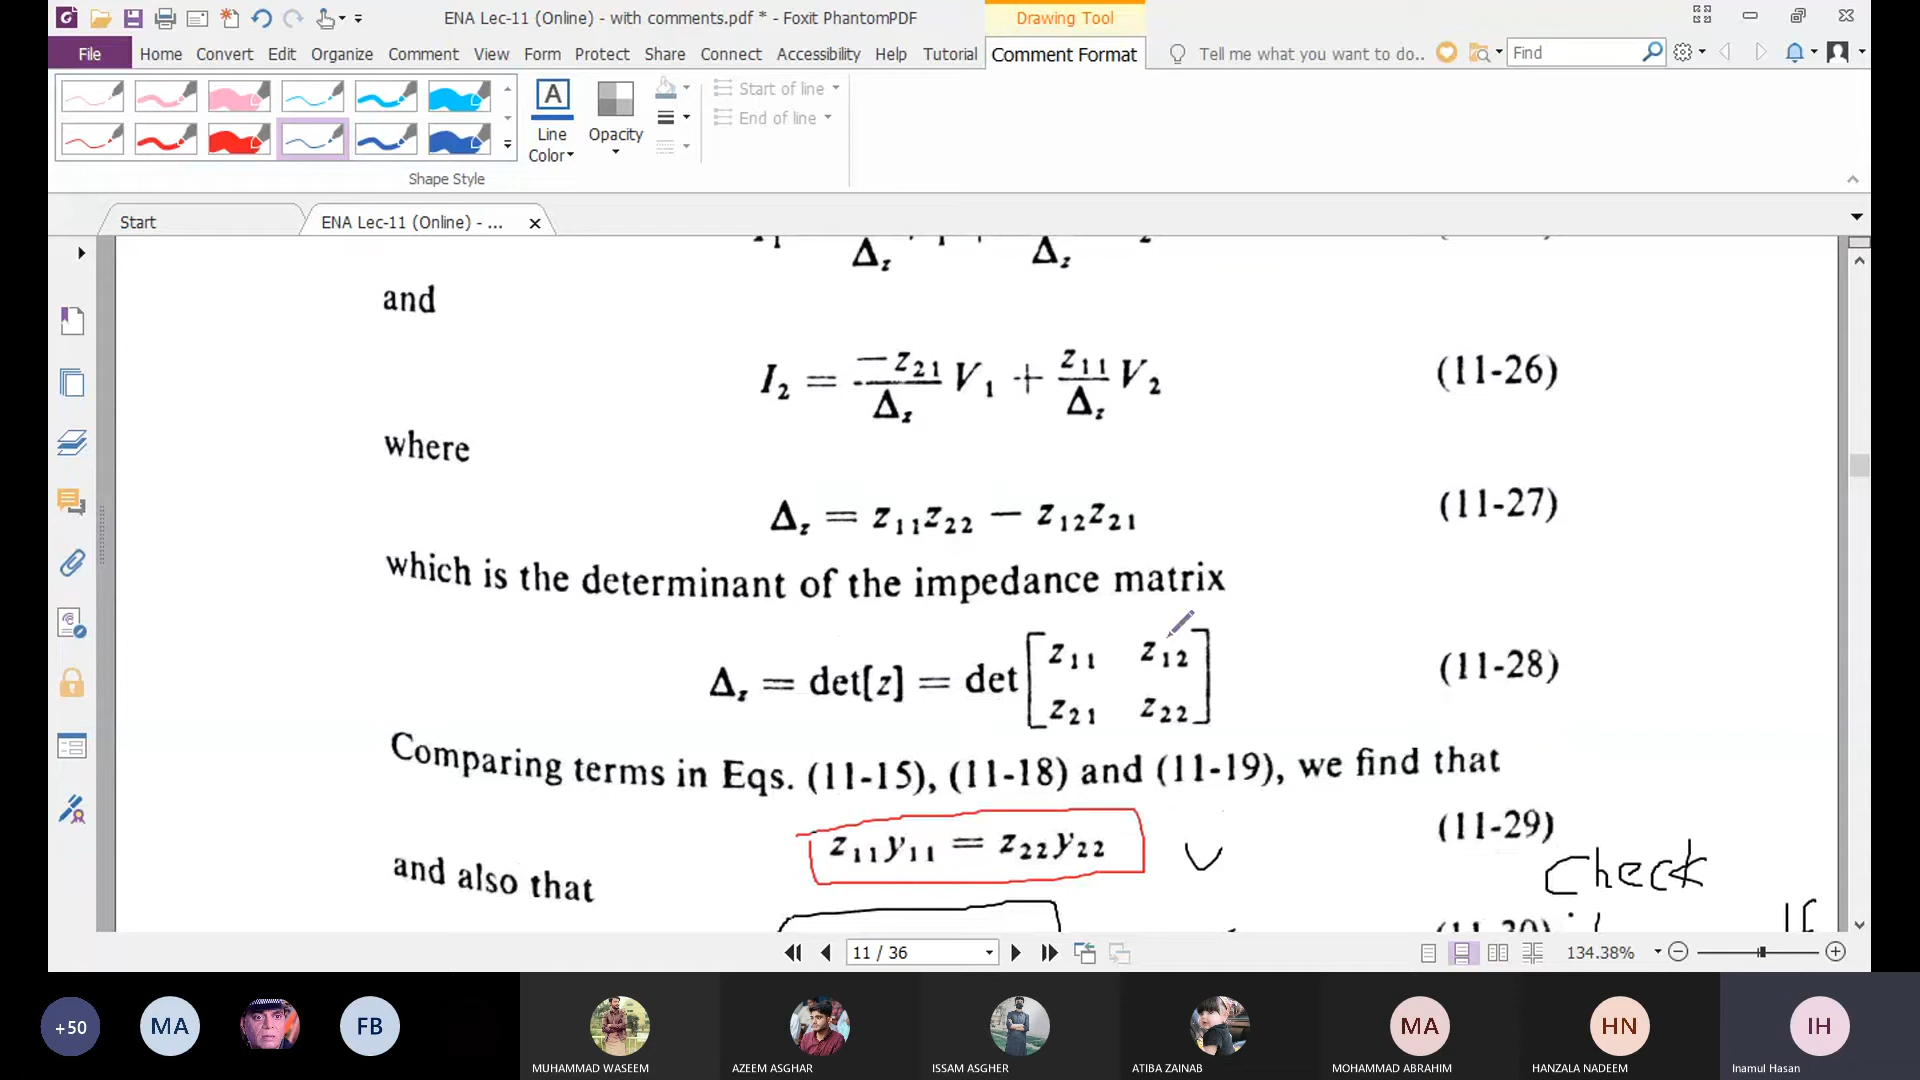 ENA Lec-11 (Online) - with comments.pdf * - Foxit PhantomPDF
Drawing Tool
File Home Convert Edit Organize Comment View Form Protect Share Connect Accessibility Help Tutorial Comment Format Tell me what you want to do.. Find
Line Color
Opacity
Start of line
End of line
Shape Style
Start
ENA Lec-11 (Online) - ...
Δz Δz
and
I2 = -z21/Δz V1 + z11/Δz V2 (11-26)
where
Δz = z11z22 - z12z21 (11-27)
which is the determinant of the impedance matrix
Δz = det[z] = det [z11 z12
z21 z22] (11-28)
Comparing terms in Eqs. (11-15), (11-18) and (11-19), we find that
z11y11 = z22y22 (11-29)
Check
and also that
If
11 / 36
134.38%
+50
MA
FB
MA
HN
IH
MUHAMMAD WASEEM
AZEEM ASGHAR
ISSAM ASGHER
ATIBA ZAINAB
MOHAMMAD ABRAHIM
HANZALA NADEEM
Inamul Hasan